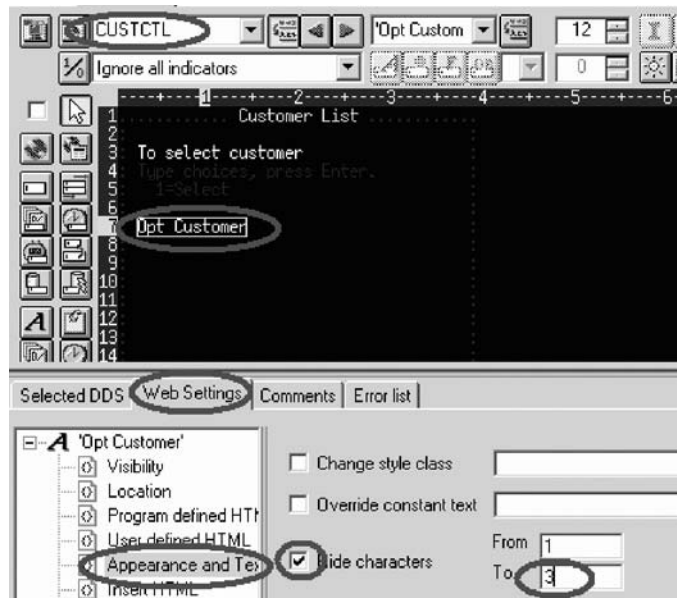 CUSTCTL 'Opt Custom 12
Ignore all indicators 0
1 2 3 4 5 6
1 Customer List
2
3 To select customer
4 Type choices, press Enter.
5 1=Select
6
7 Opt Customer
8
9
10
11
12
13
14
Selected DDS Web Settings Comments Error list
'Opt Customer'
Visibility
Location
Program defined HTM
User defined HTML
Appearance and Tex
Insert HTML
Change style class
Override constant text
Hide characters
From 1
To 3